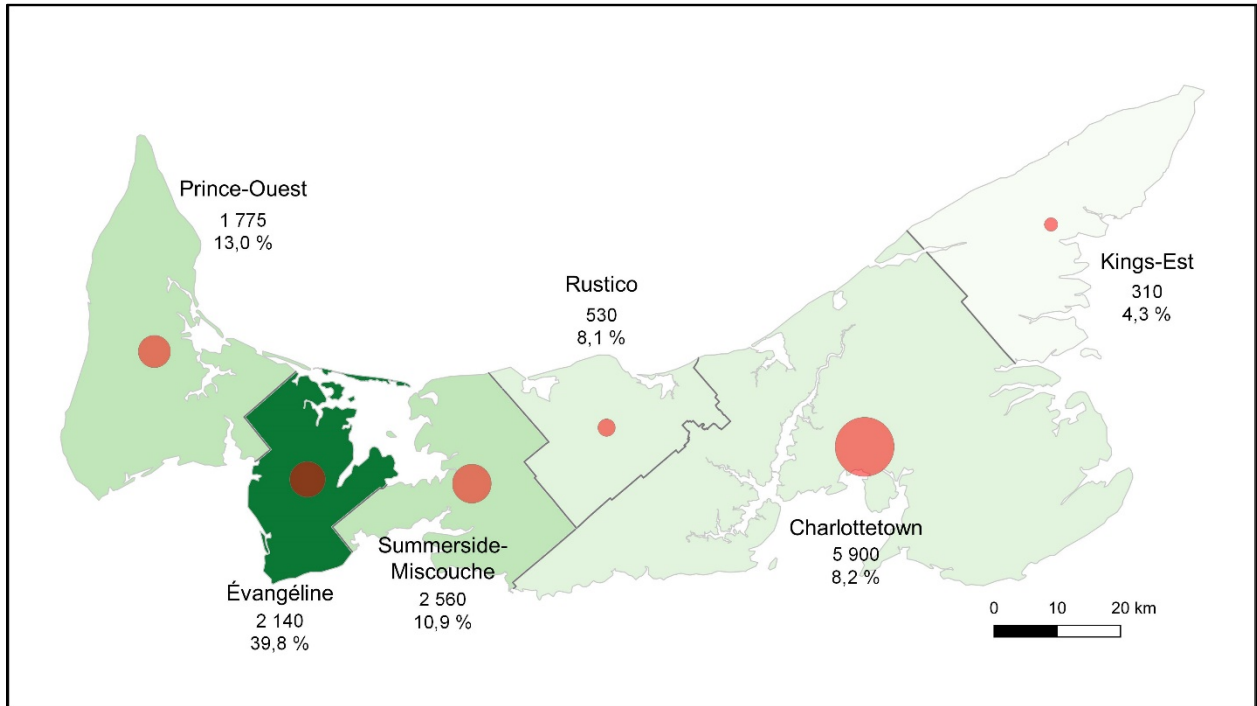 Prince-Ouest
1 775
13,0 %
Évangéline
2 140
39,8 %
Summerside-
Miscouche
2 560
10,9 %
Rustico
530
8,1 %
Charlottetown
5 900
8,2 %
Kings-Est
310
4,3 %
0 10 20 km